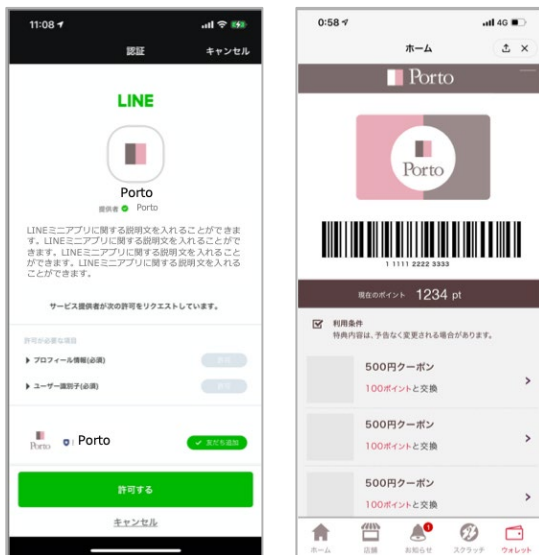 11:08
認証
キャンセル
LINE
Porto
提供者 Porto
LINEミニアプリに関する説明文を入れることができま
す。LINEミニアプリに関する説明文を入れることがで
きます。LINEミニアプリに関する説明文を入れること
ができます。LINEミニアプリに関する説明文を入れる
ことができます。
サービス提供者が次の許可をリクエストしています。
許可が必要な項目
プロフィール情報(必須)
許可
ユーザー識別子(必須)
許可
Porto
Porto
友だち追加
許可する
キャンセル
0:58
4G
ホーム
Porto
Porto
1 1111 2222 3333
現在のポイント 1234 pt
利用条件
特典内容は、予告なく変更される場合があります。
500円クーポン
100ポイントと交換
500円クーポン
100ポイントと交換
500円クーポン
100ポイントと交換
ホーム
店舗
お知らせ
スクラッチ
ウォレット